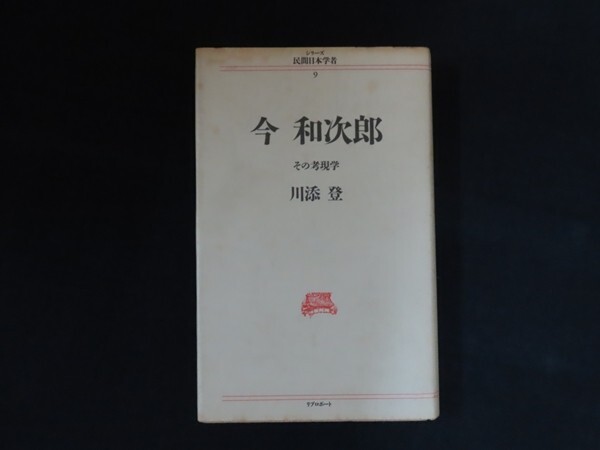 シリーズ
民間日本学者
9
今 和次郎
その考現学
川添 登
リブロポート